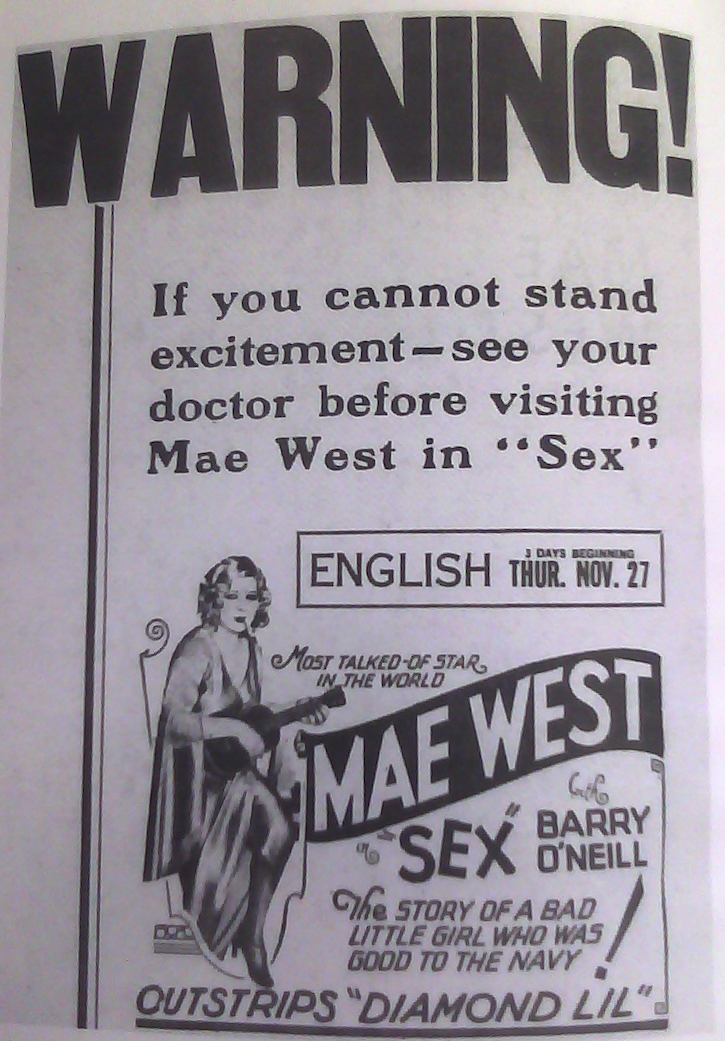 WARNING!
If you cannot stand
excitement—see your
doctor before visiting
Mae West in “Sex”
ENGLISH
3 DAYS BEGINNING
THUR. NOV. 27
MOST TALKED-OF STAR
IN THE WORLD
MAE WEST
in "SEX"
with
BARRY
O'NEILL
The STORY OF A BAD
LITTLE GIRL WHO WAS
GOOD TO THE NAVY!
OUTSTRIPS "DIAMOND LIL"